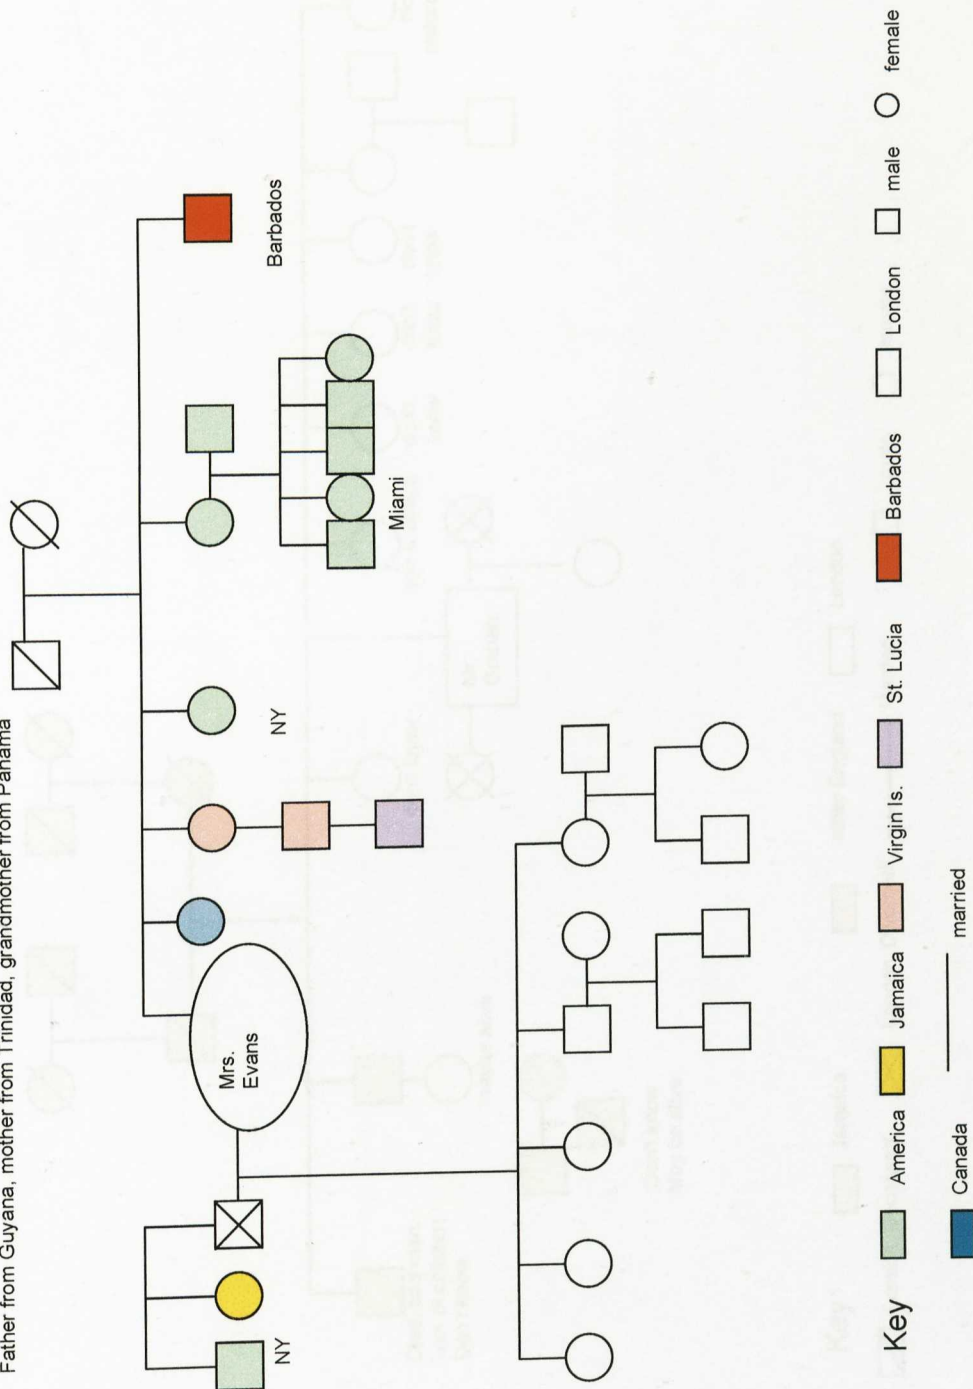 Father from Guyana, mother from Trinidad, grandmother from Panama
Barbados
NY
Miami
Mrs.
Evans
NY
Key America Jamaica Virgin Is. St. Lucia Barbados London male female
Canada married